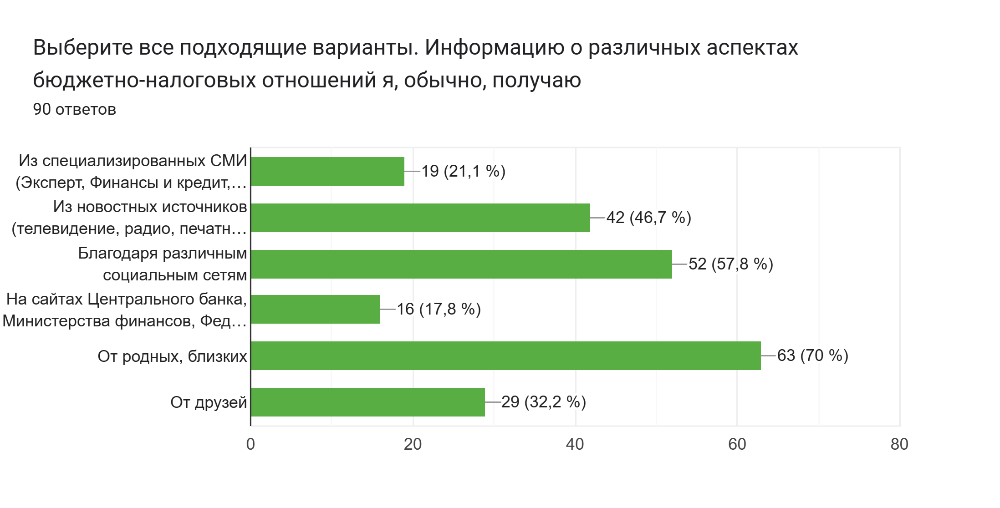 Выберите все подходящие варианты. Информацию о различных аспектах
бюджетно-налоговых отношений я, обычно, получаю
90 ответов
Из специализированных СМИ
(Эксперт, Финансы и кредит,…
19 (21,1 %)
Из новостных источников
(телевидение, радио, печатн…
42 (46,7 %)
Благодаря различным
социальным сетям
52 (57,8 %)
На сайтах Центрального банка,
Министерства финансов, Фед…
16 (17,8 %)
От родных, близких
63 (70 %)
От друзей
29 (32,2 %)
0 20 40 60 80